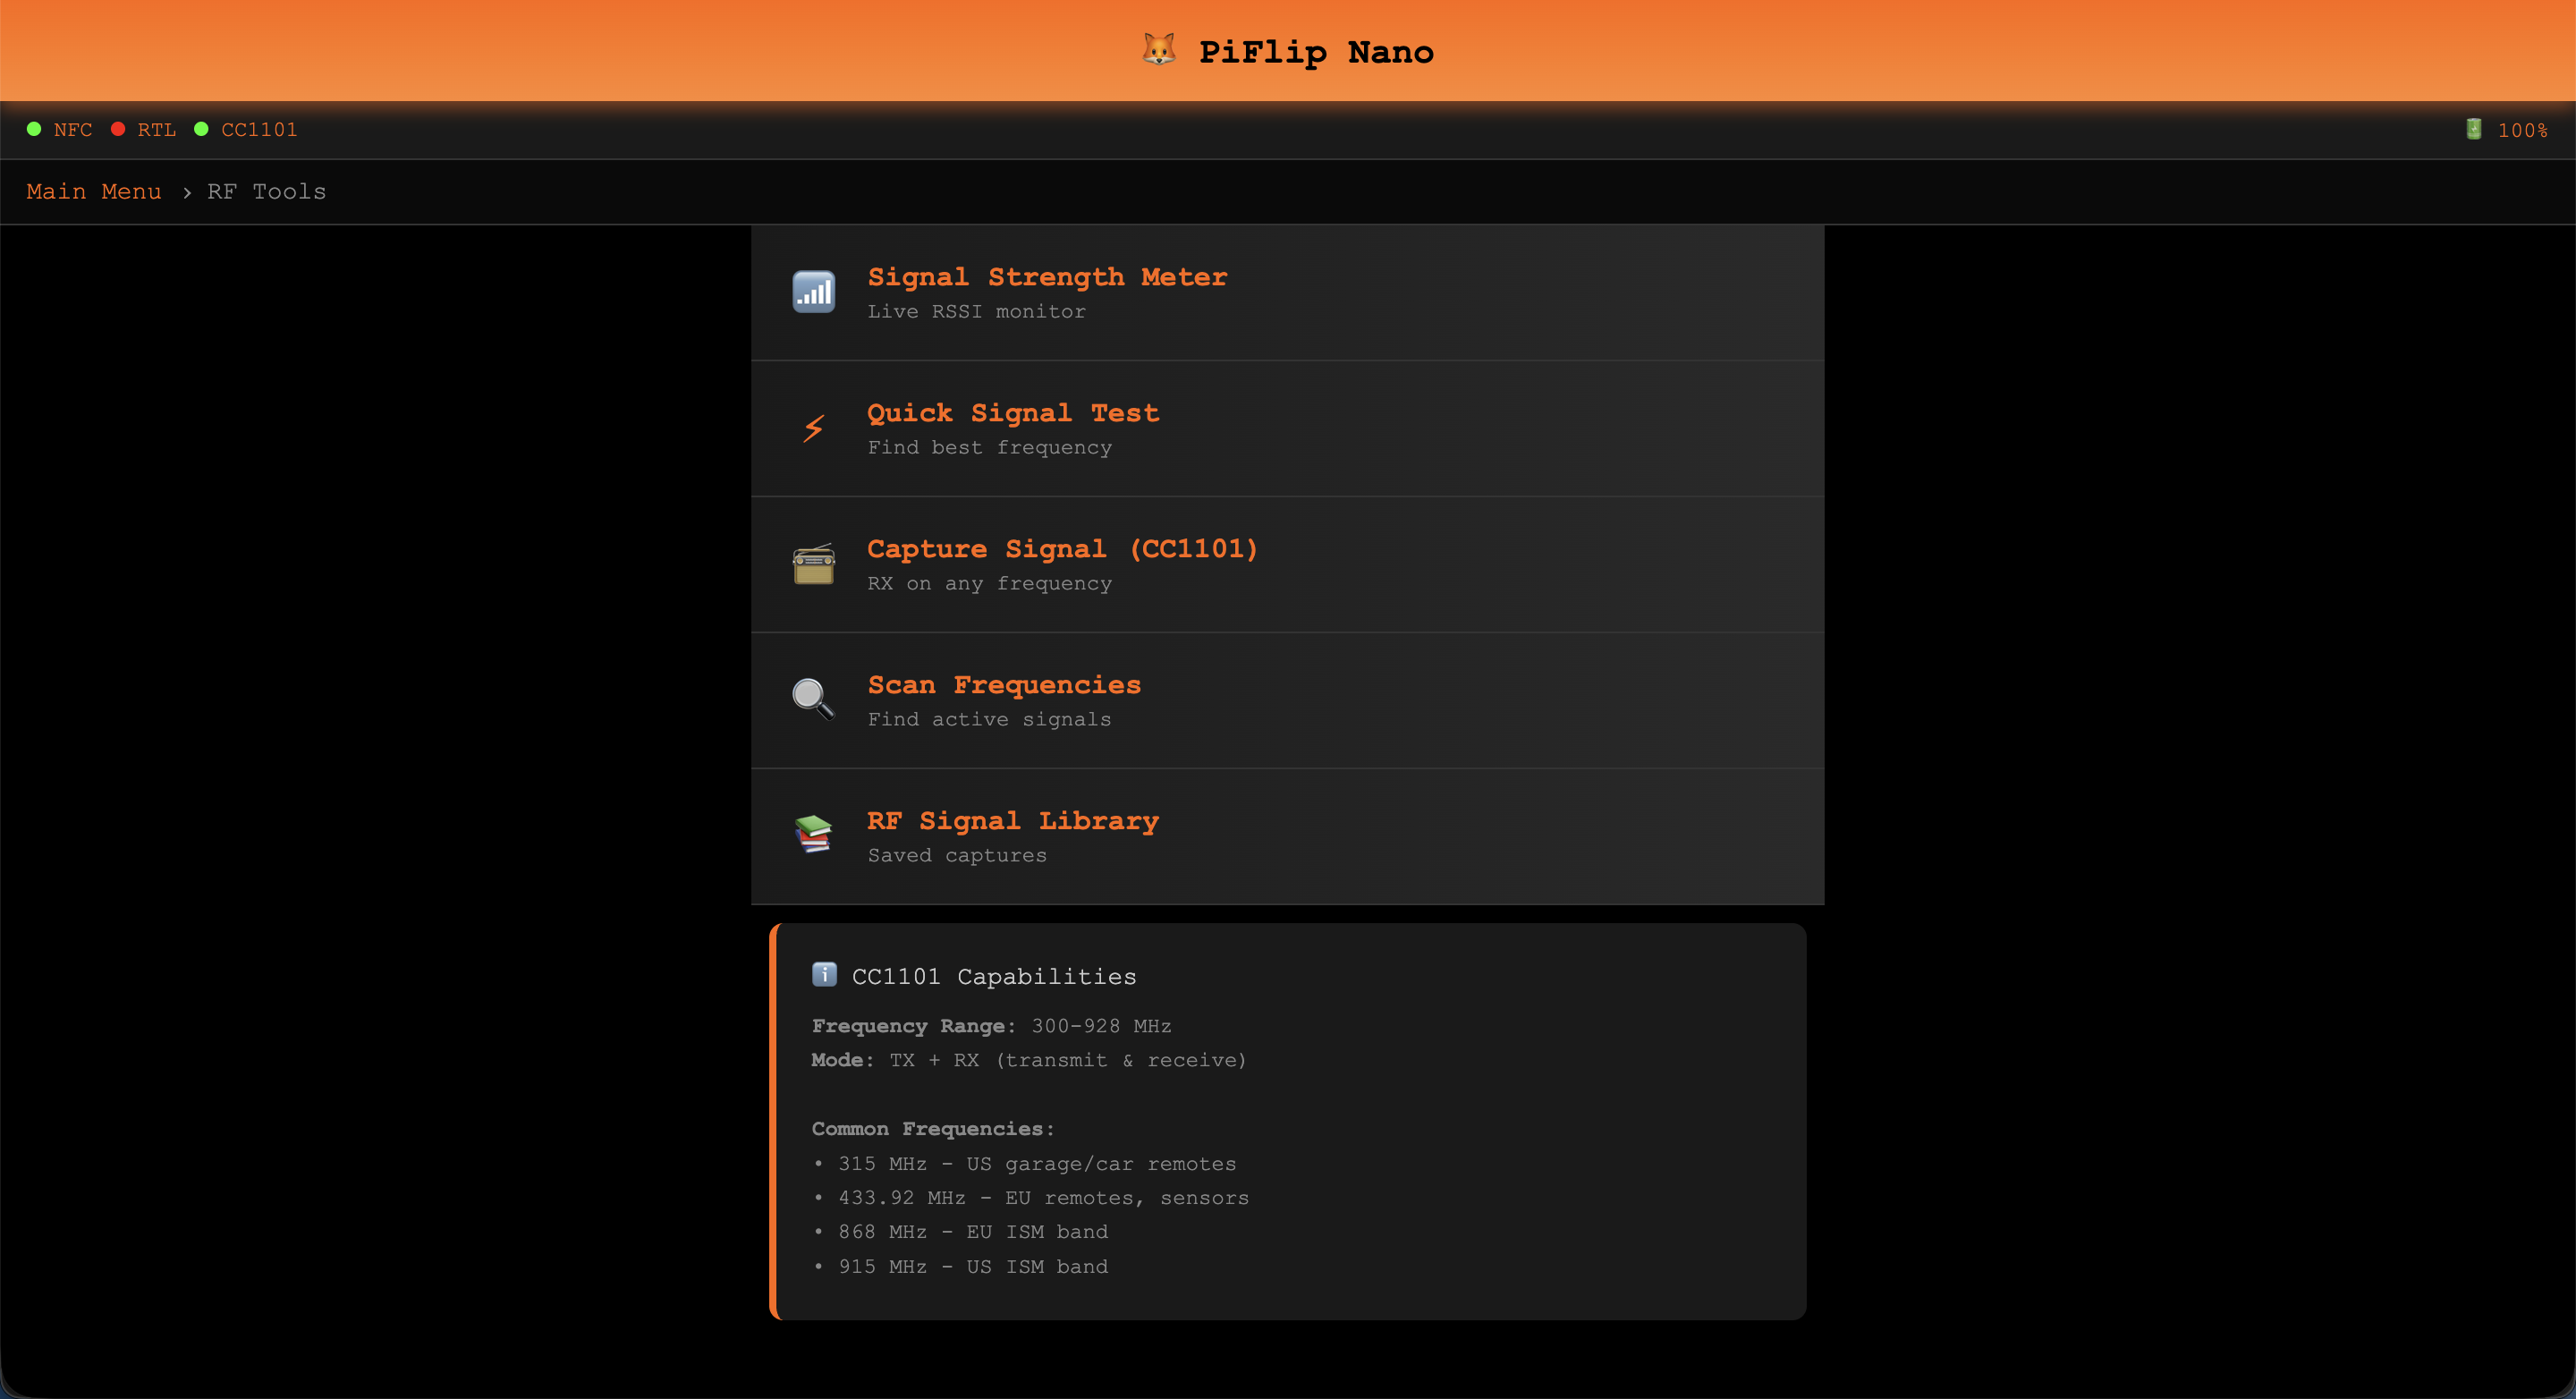 PiFlip Nano
NFC RTL CC1101 100%
Main Menu › RF Tools
Signal Strength Meter
Live RSSI monitor
Quick Signal Test
Find best frequency
Capture Signal (CC1101)
RX on any frequency
Scan Frequencies
Find active signals
RF Signal Library
Saved captures
CC1101 Capabilities
Frequency Range: 300-928 MHz
Mode: TX + RX (transmit & receive)
Common Frequencies:
• 315 MHz - US garage/car remotes
• 433.92 MHz - EU remotes, sensors
• 868 MHz - EU ISM band
• 915 MHz - US ISM band